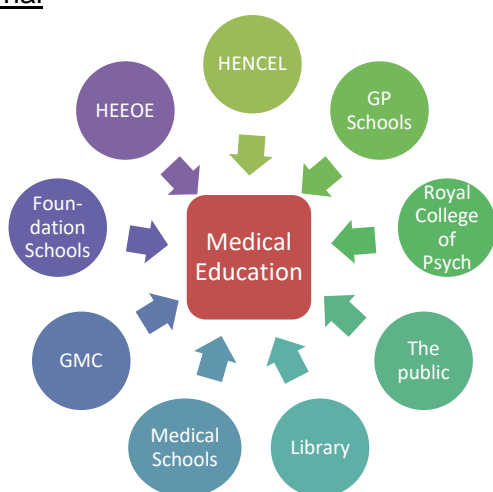 HENCEL
GP
Schools
Royal
College
of
Psych
The
public
Library
Medical
Schools
GMC
Foun-
dation
Schools
HEEOE
Medical
Education